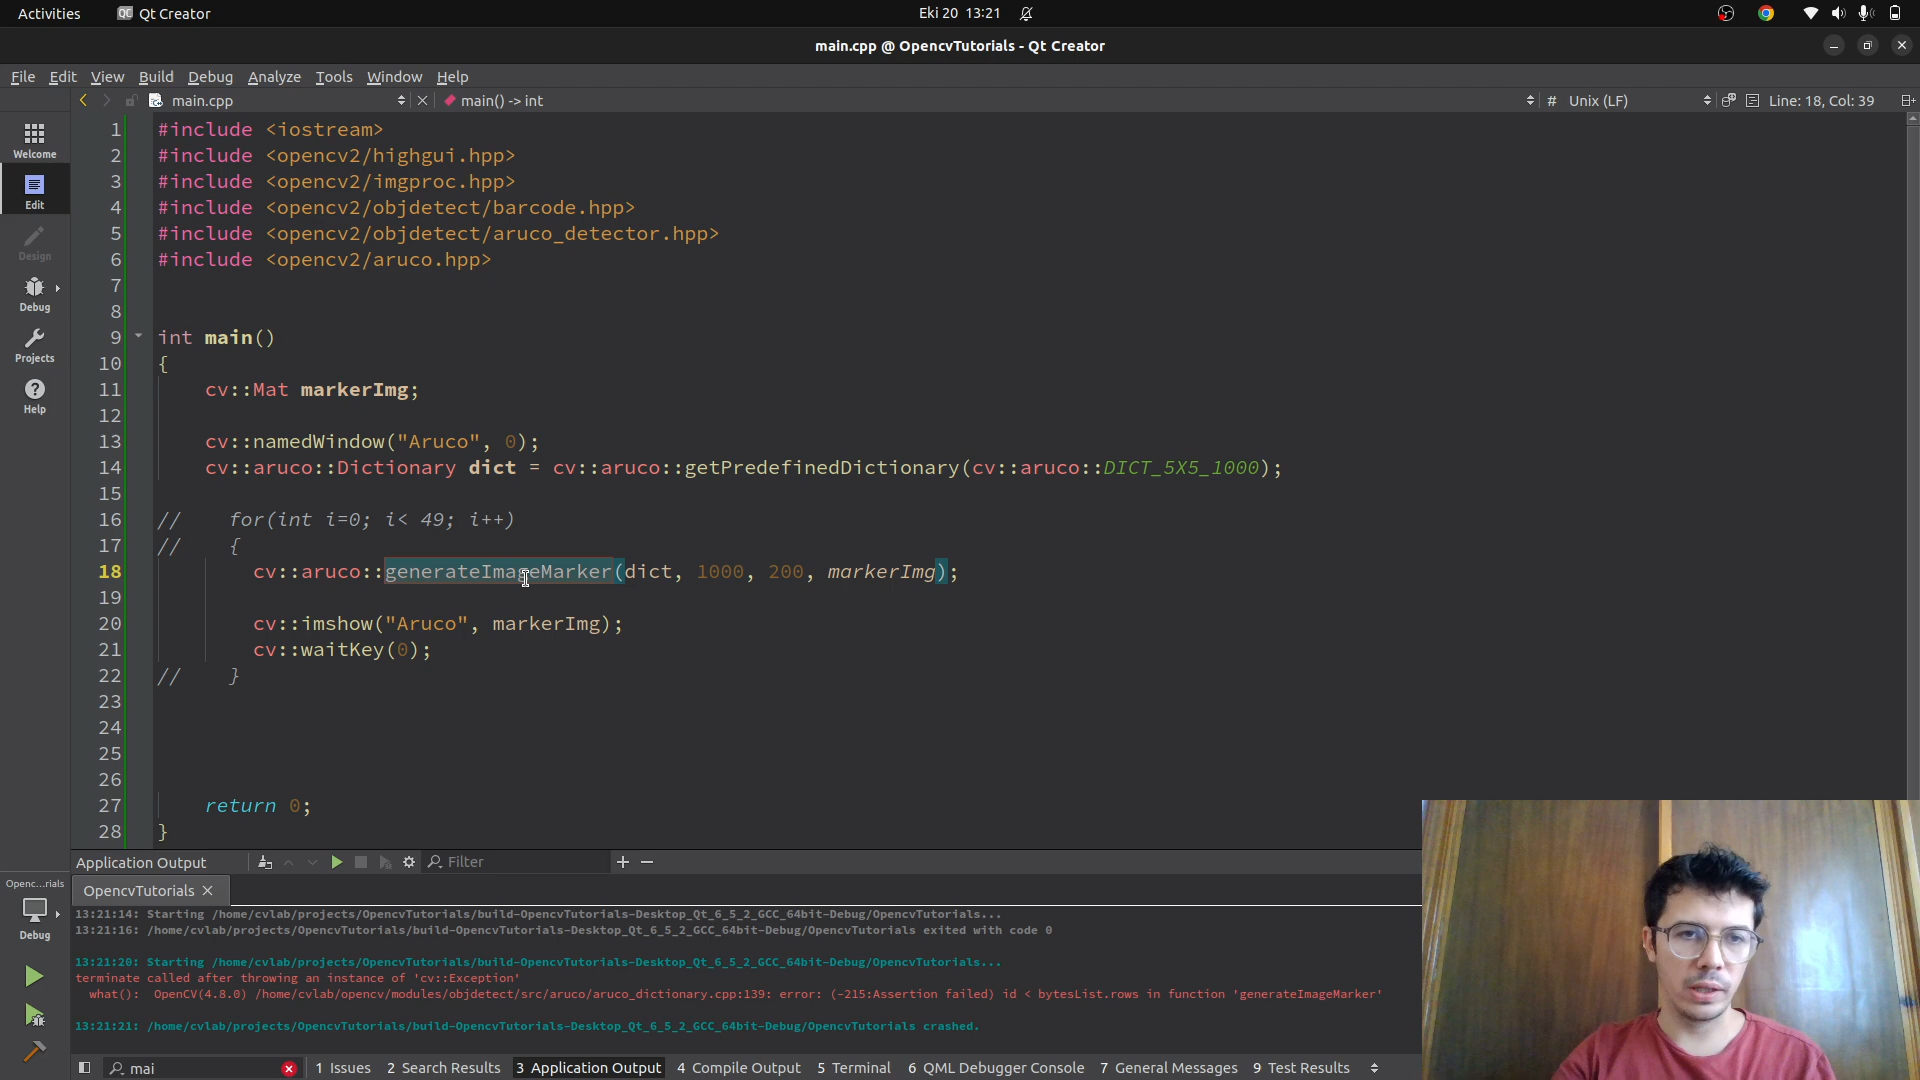 Activities QT Qt Creator Eki 20 13:21
main.cpp @ OpencvTutorials - Qt Creator
File Edit View Build Debug Analyze Tools Window Help
main.cpp main() -> int # Unix (LF) Line: 18, Col: 39
Welcome
Edit
Design
Debug
Projects
Help
1 #include <iostream>
2 #include <opencv2/highgui.hpp>
3 #include <opencv2/imgproc.hpp>
4 #include <opencv2/objdetect/barcode.hpp>
5 #include <opencv2/objdetect/aruco_detector.hpp>
6 #include <opencv2/aruco.hpp>
7
8
9 int main()
10 {
11 cv::Mat markerImg;
12
13 cv::namedWindow("Aruco", 0);
14 cv::aruco::Dictionary dict = cv::aruco::getPredefinedDictionary(cv::aruco::DICT_5X5_1000);
15
16 // for(int i=0; i< 49; i++)
17 // {
18 cv::aruco::generateImageMarker(dict, 1000, 200, markerImg);
19
20 cv::imshow("Aruco", markerImg);
21 cv::waitKey(0);
22 // }
23
24
25
26
27 return 0;
28 }
Application Output Filter
Openc...rials
Debug
OpencvTutorials
13:21:14: Starting /home/cvlab/projects/OpencvTutorials/build-OpencvTutorials-Desktop_Qt_6_5_2_GCC_64bit-Debug/OpencvTutorials...
13:21:16: /home/cvlab/projects/OpencvTutorials/build-OpencvTutorials-Desktop_Qt_6_5_2_GCC_64bit-Debug/OpencvTutorials exited with code 0
13:21:20: Starting /home/cvlab/projects/OpencvTutorials/build-OpencvTutorials-Desktop_Qt_6_5_2_GCC_64bit-Debug/OpencvTutorials...
terminate called after throwing an instance of 'cv::Exception'
what(): OpenCV(4.8.0) /home/cvlab/opencv/modules/objdetect/src/aruco/aruco_dictionary.cpp:139: error: (-215:Assertion failed) id < bytesList.rows in function 'generateImageMarker'
13:21:21: /home/cvlab/projects/OpencvTutorials/build-OpencvTutorials-Desktop_Qt_6_5_2_GCC_64bit-Debug/OpencvTutorials crashed.
mai 1 Issues 2 Search Results 3 Application Output 4 Compile Output 5 Terminal 6 QML Debugger Console 7 General Messages 9 Test Results